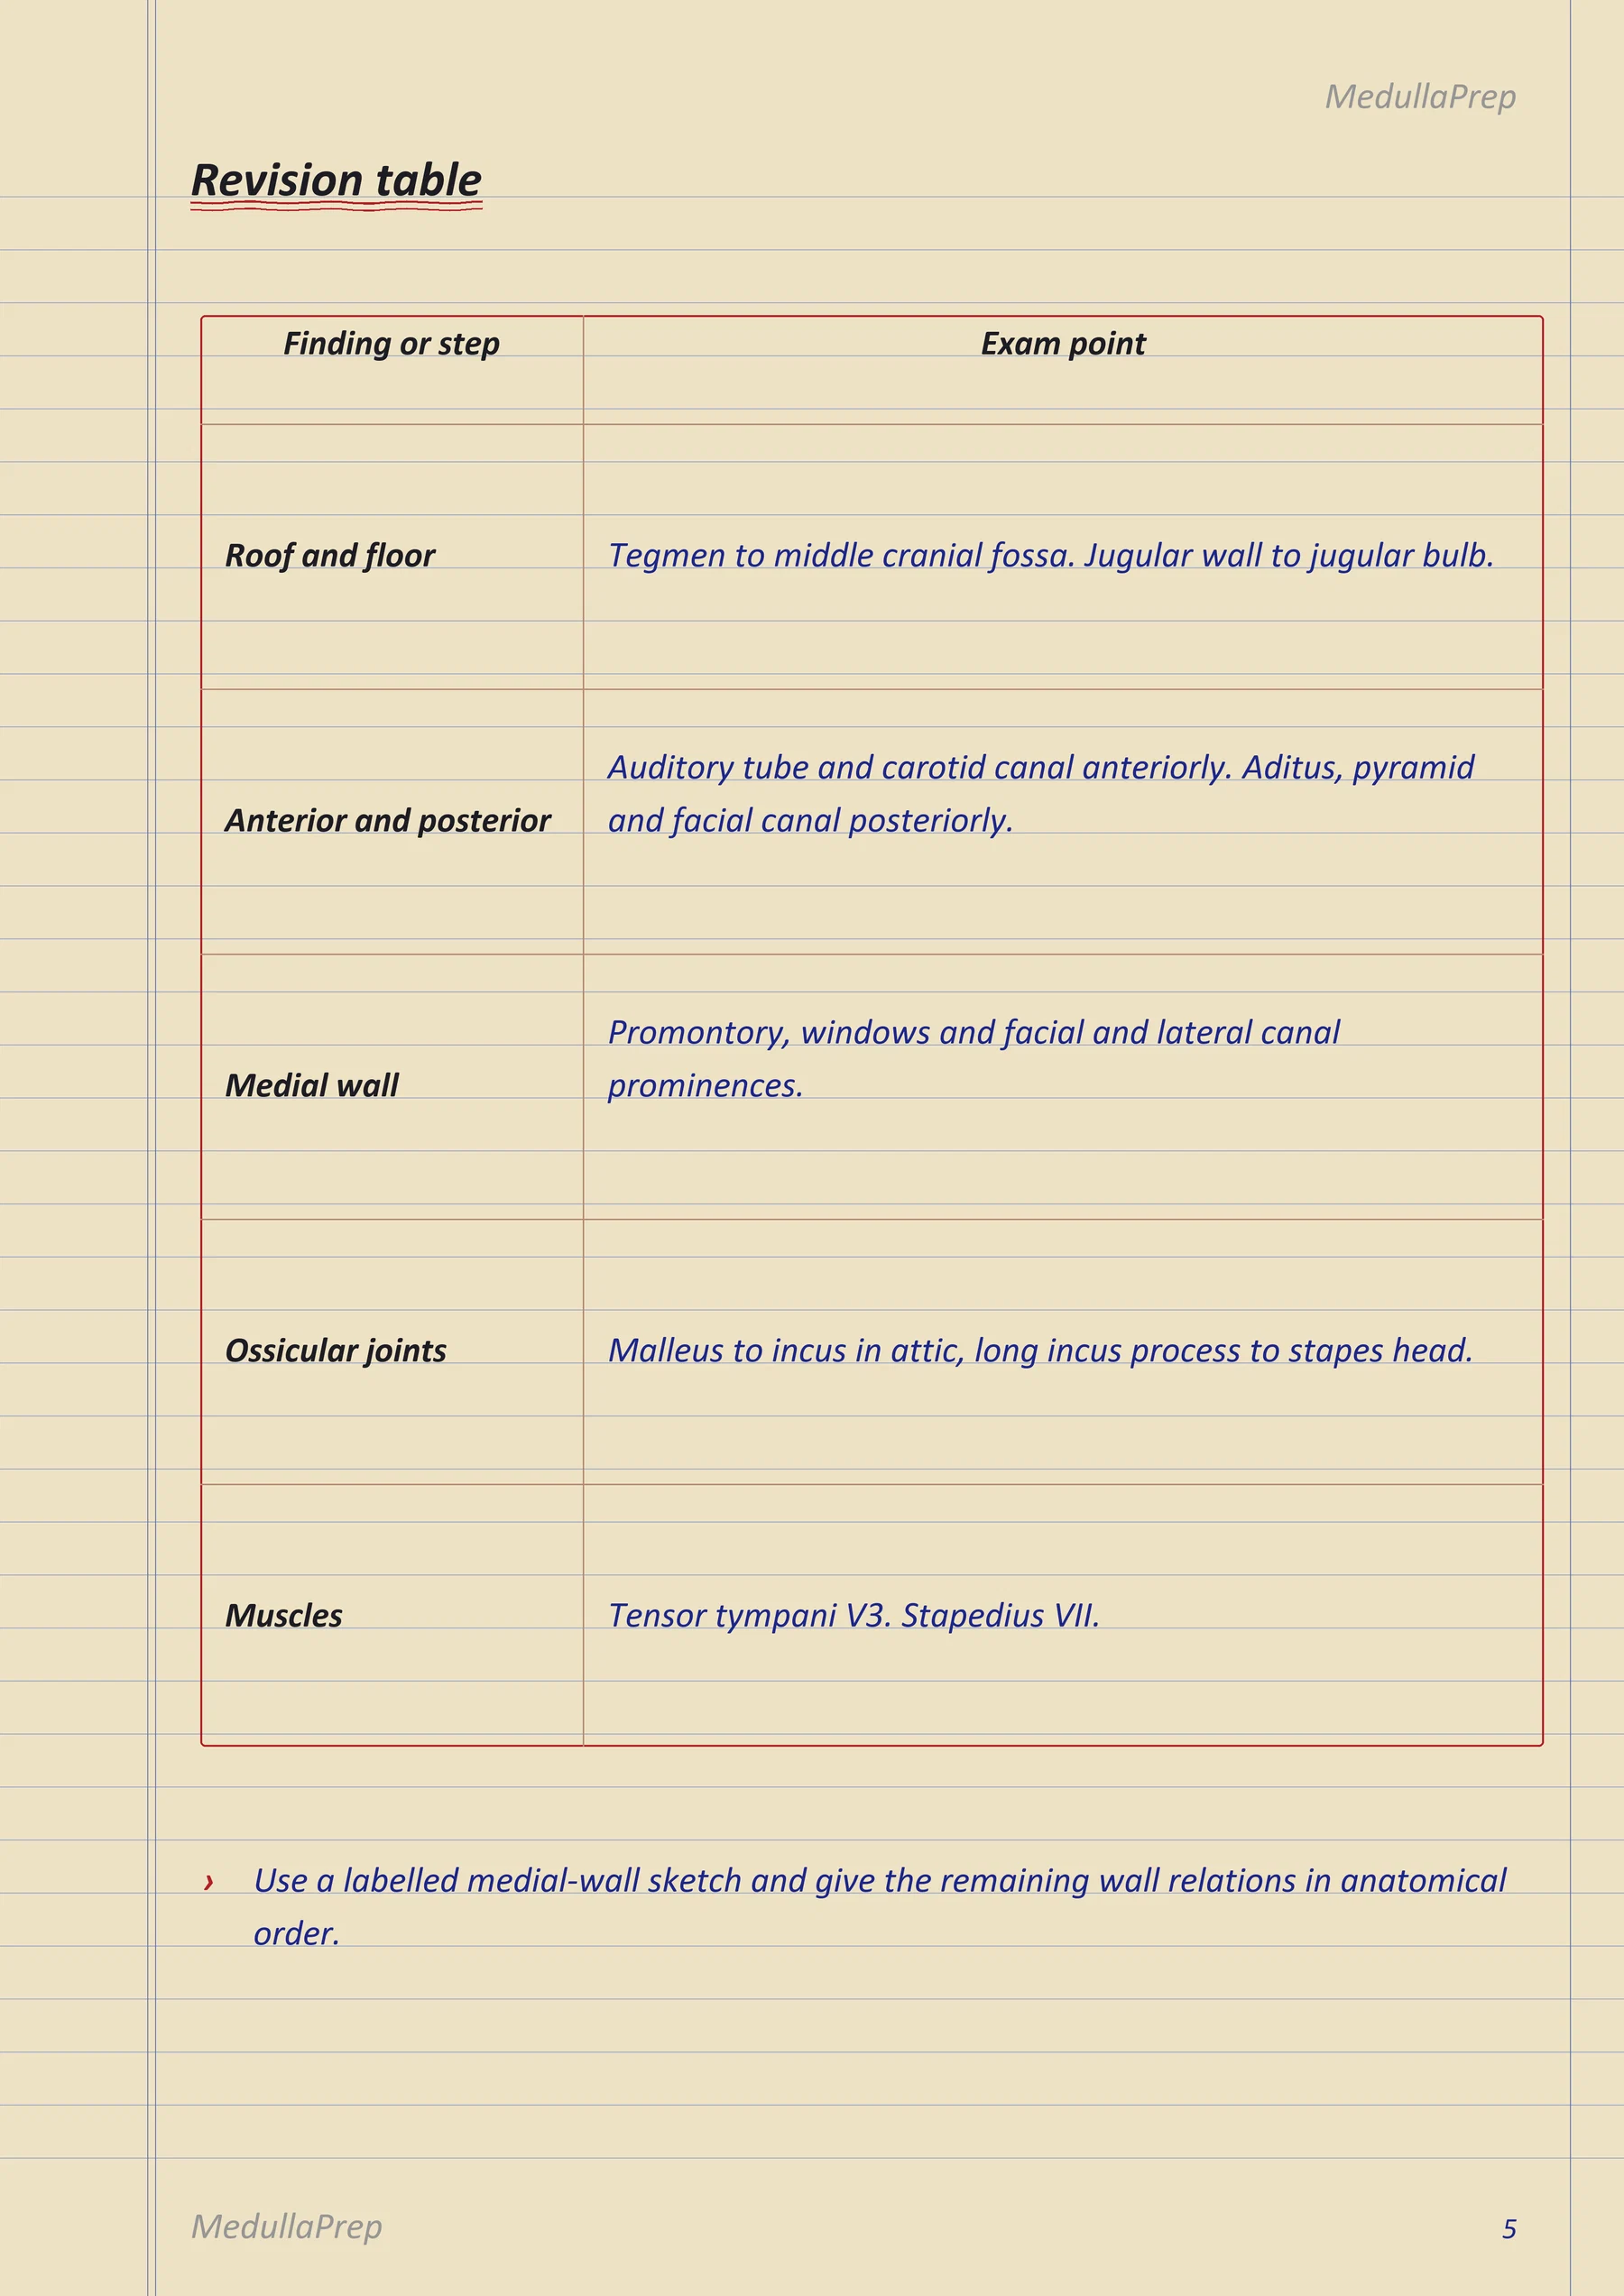 MedullaPrep
Revision table
Finding or step
Exam point
Roof and floor
Tegmen to middle cranial fossa. Jugular wall to jugular bulb.
Anterior and posterior
Auditory tube and carotid canal anteriorly. Aditus, pyramid
and facial canal posteriorly.
Medial wall
Promontory, windows and facial and lateral canal
prominences.
Ossicular joints
Malleus to incus in attic, long incus process to stapes head.
Muscles
Tensor tympani V3. Stapedius VII.
› Use a labelled medial-wall sketch and give the remaining wall relations in anatomical
order.
MedullaPrep
5